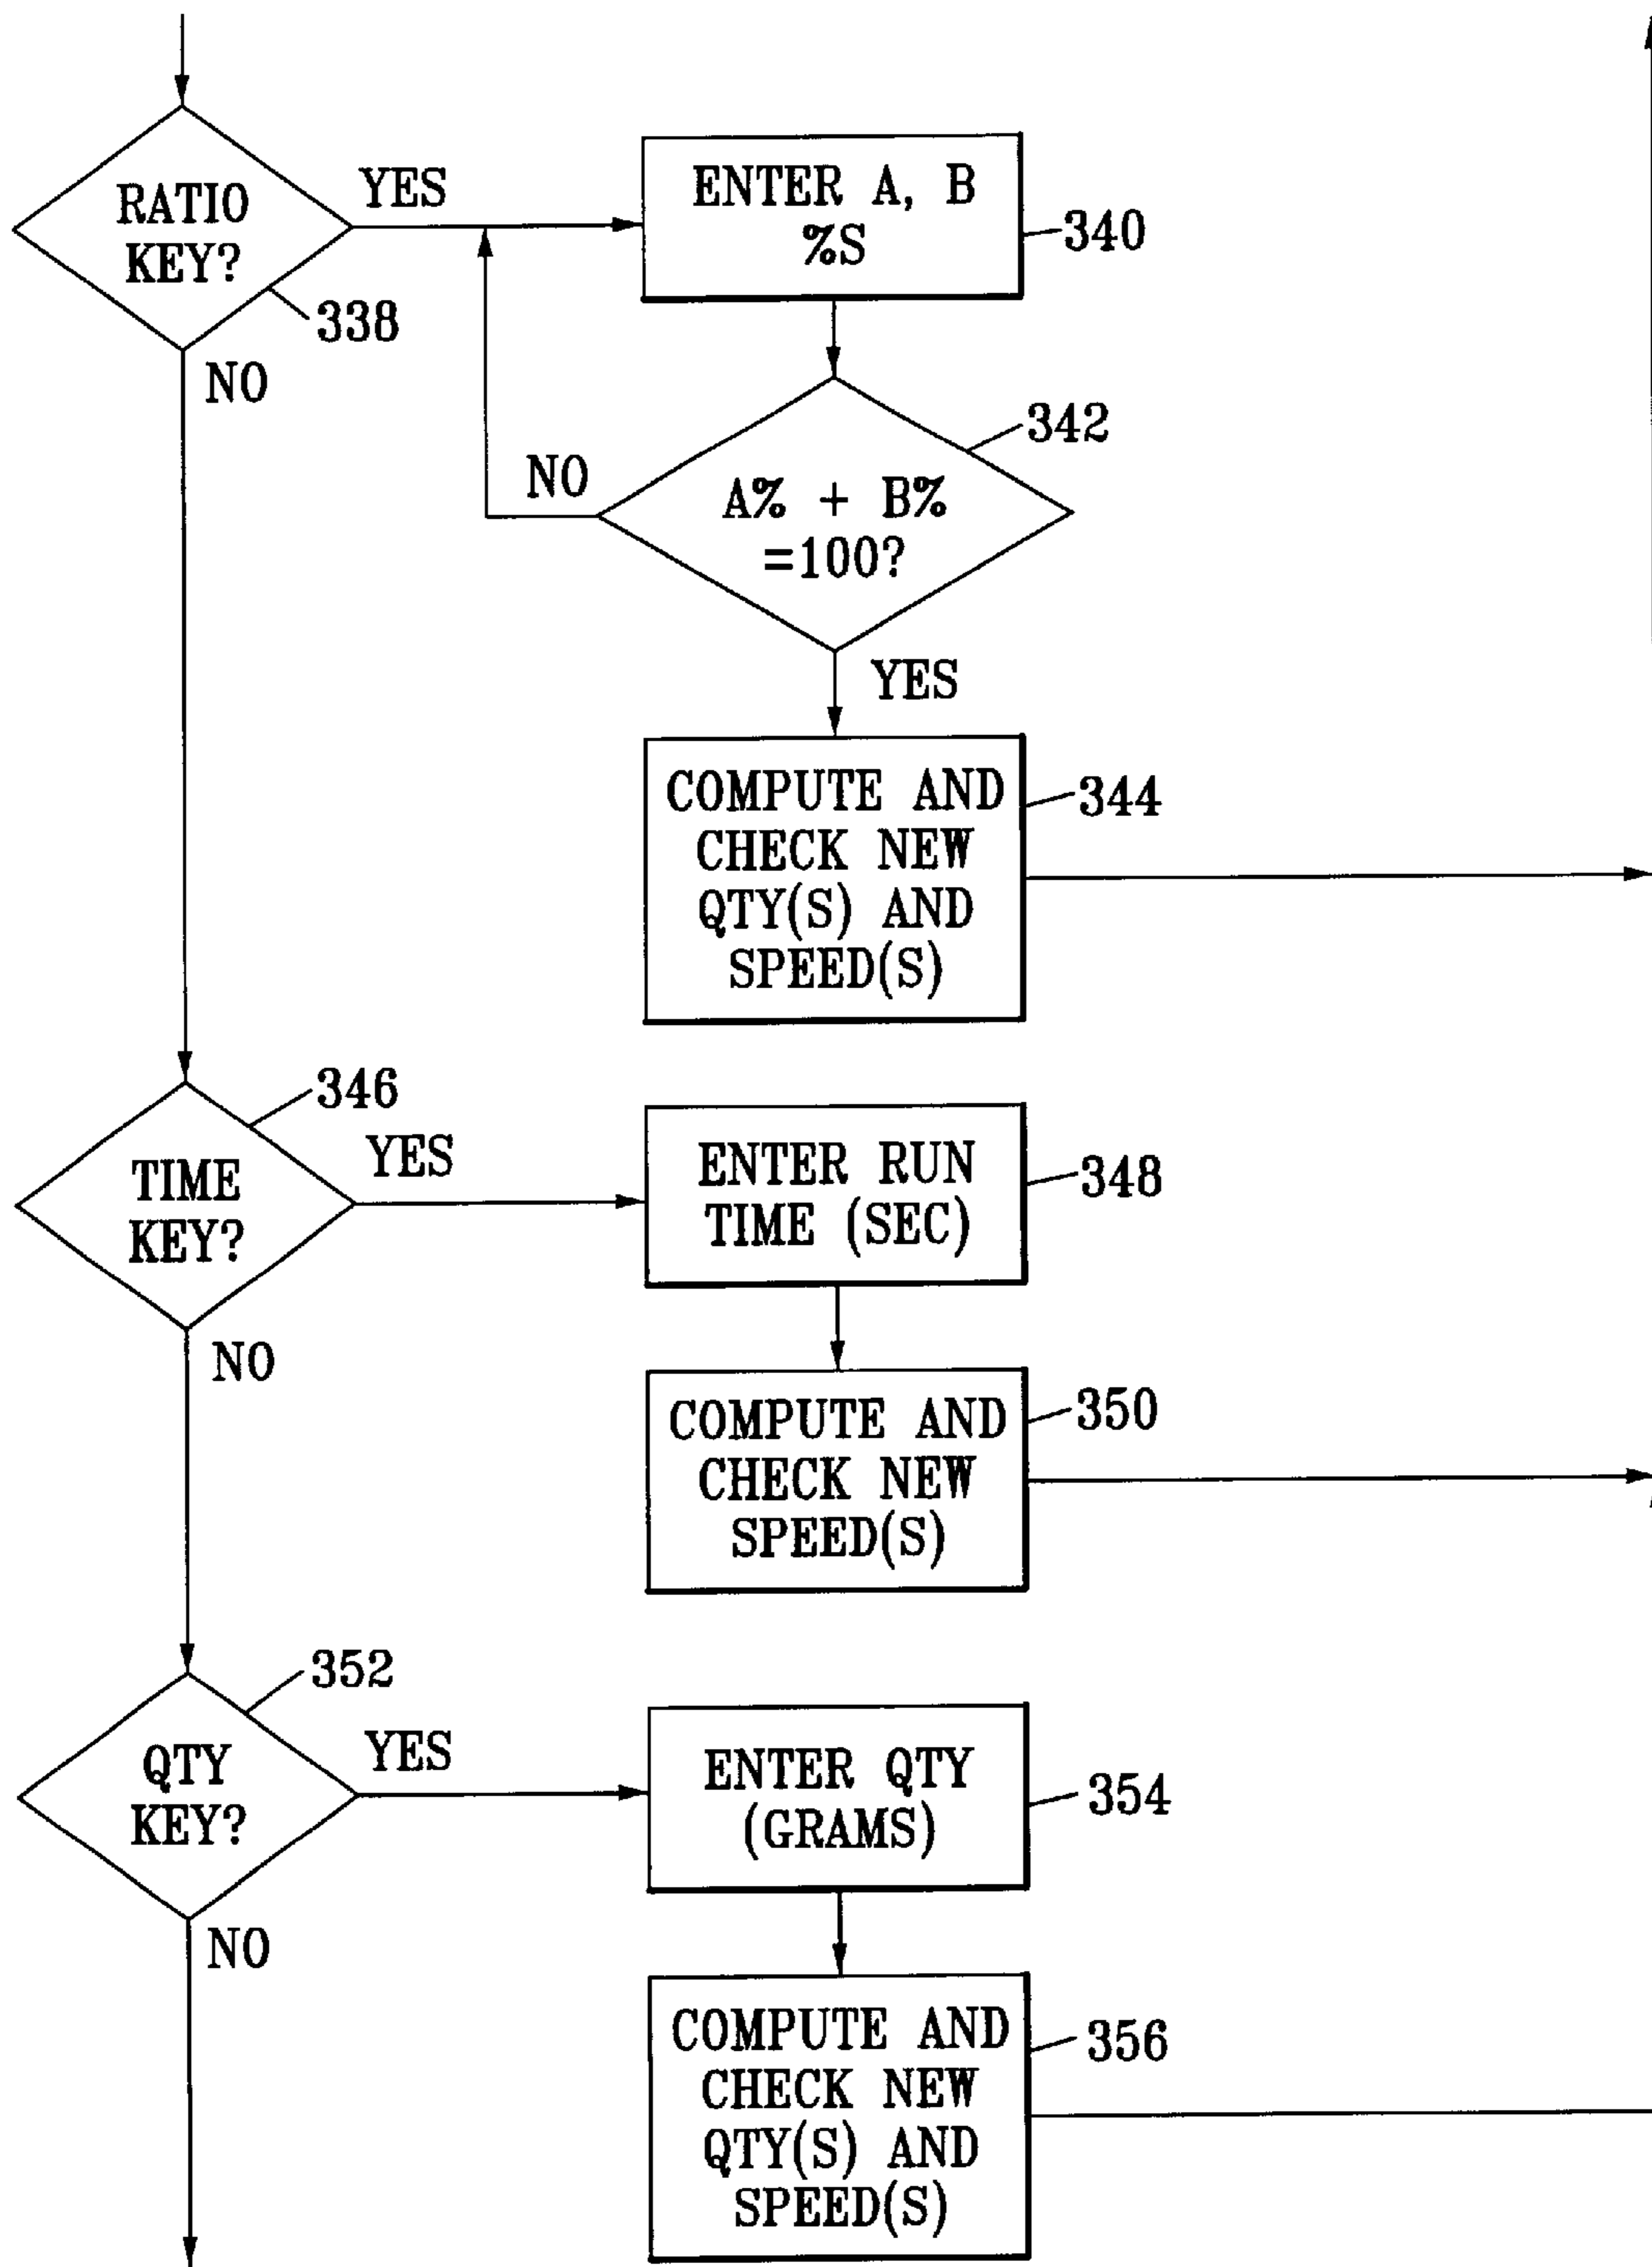 RATIO
KEY?
338
YES
NO
ENTER A, B
%S
340
342
A% + B%
=100?
NO
YES
COMPUTE AND
CHECK NEW
QTY(S) AND
SPEED(S)
344
346
TIME
KEY?
YES
NO
ENTER RUN
TIME (SEC)
348
COMPUTE AND
CHECK NEW
SPEED(S)
350
352
QTY
KEY?
YES
NO
ENTER QTY
(GRAMS)
354
COMPUTE AND
CHECK NEW
QTY(S) AND
SPEED(S)
356